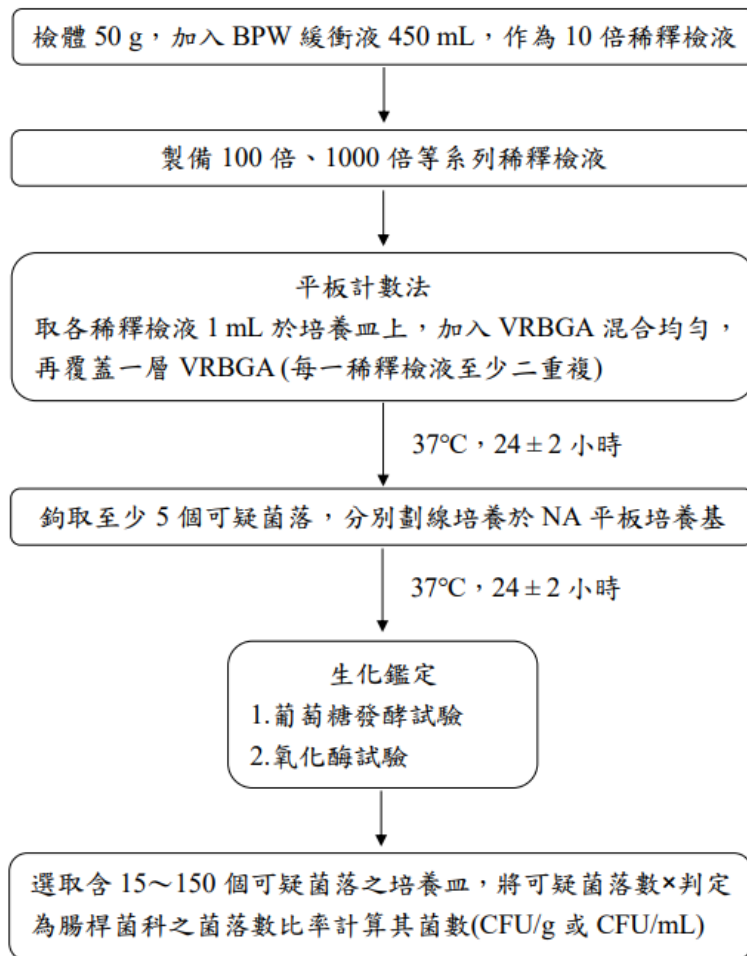 檢體 50 g，加入 BPW 緩衝液 450 mL，作為 10 倍稀釋檢液
製備 100 倍、1000 倍等系列稀釋檢液
平板計數法
取各稀釋檢液 1 mL 於培養皿上，加入 VRBGA 混合均勻，
再覆蓋一層 VRBGA (每一稀釋檢液至少二重複)
37℃，24 ± 2 小時
鉤取至少 5 個可疑菌落，分別劃線培養於 NA 平板培養基
37℃，24 ± 2 小時
生化鑑定
1.葡萄糖發酵試驗
2.氧化酶試驗
選取含 15～150 個可疑菌落之培養皿，將可疑菌落數×判定
為腸桿菌科之菌落數比率計算其菌數(CFU/g 或 CFU/mL)